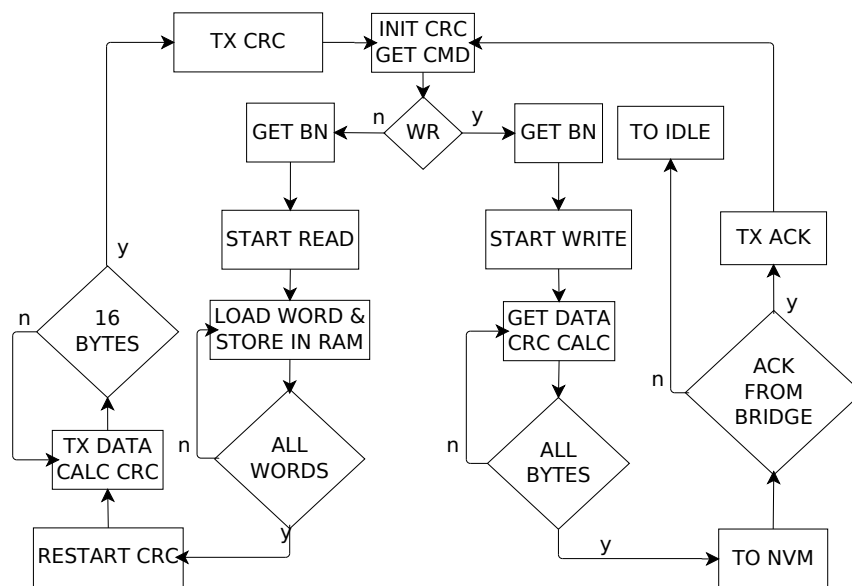 TX CRC
INIT CRC
GET CMD
GET BN
n
WR
y
GET BN
TO IDLE
START READ
START WRITE
TX ACK
y
n
16
BYTES
LOAD WORD &
STORE IN RAM
GET DATA
CRC CALC
y
n
ACK
FROM
BRIDGE
TX DATA
CALC CRC
n
ALL
WORDS
n
ALL
BYTES
y
y
RESTART CRC
TO NVM